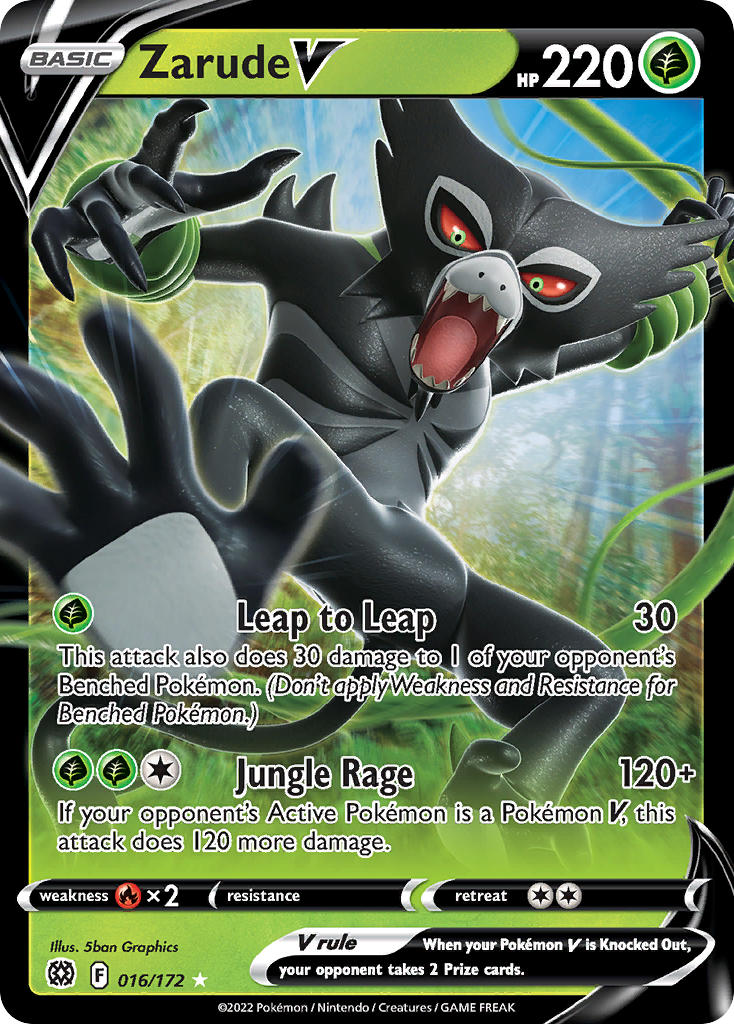 BASIC Zarude V HP 220
Leap to Leap 30
This attack also does 30 damage to 1 of your opponent's
Benched Pokémon. (Don't apply Weakness and Resistance for
Benched Pokémon.)
Jungle Rage 120+
If your opponent's Active Pokémon is a Pokémon V, this
attack does 120 more damage.
weakness ×2 resistance retreat
Illus. 5ban Graphics
V rule When your Pokémon V is Knocked Out,
your opponent takes 2 Prize cards.
F 016/172 ★
©2022 Pokémon / Nintendo / Creatures / GAME FREAK